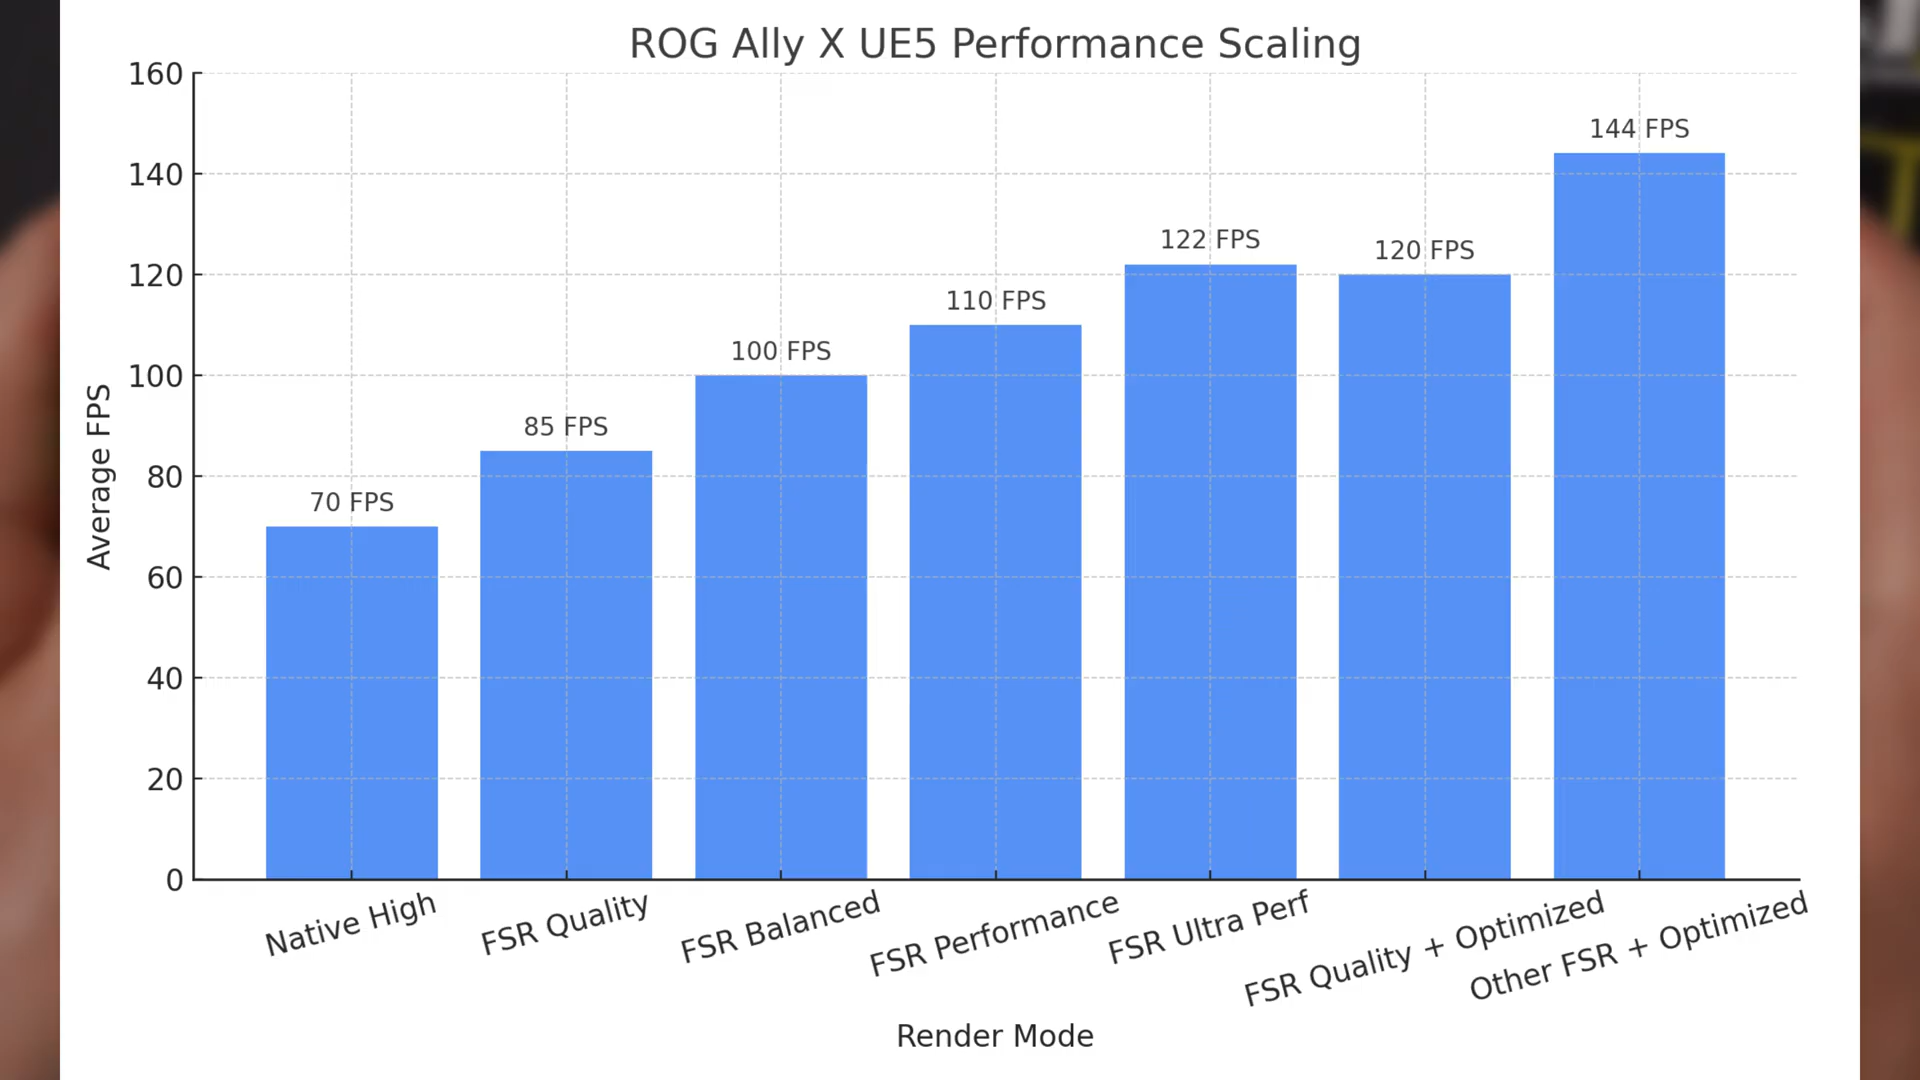 ROG Ally X UE5 Performance Scaling
160
140
120
100
80
60
40
20
0
Average FPS
70 FPS
85 FPS
100 FPS
110 FPS
122 FPS
120 FPS
144 FPS
Native High
FSR Quality
FSR Balanced
FSR Performance
FSR Ultra Perf
FSR Quality + Optimized
Other FSR + Optimized
Render Mode